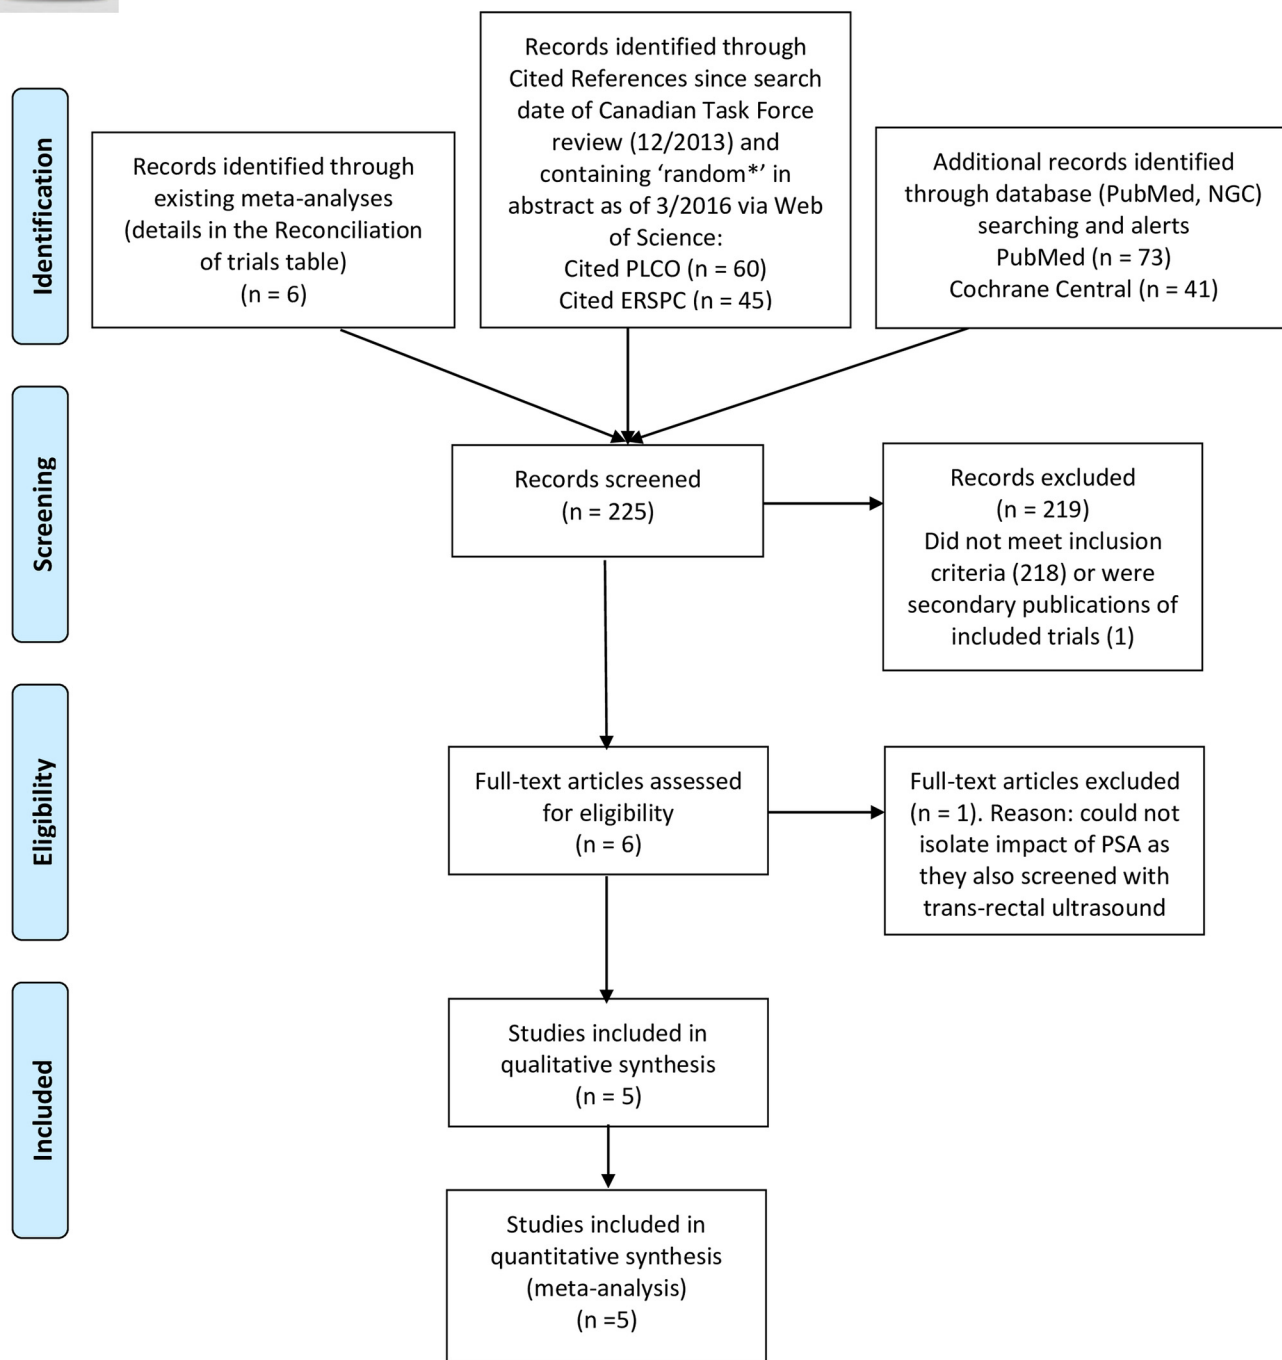 Identification
Records identified through
existing meta-analyses
(details in the Reconciliation
of trials table)
(n = 6)
Records identified through
Cited References since search
date of Canadian Task Force
review (12/2013) and
containing ‘random*’ in
abstract as of 3/2016 via Web
of Science:
Cited PLCO (n = 60)
Cited ERSPC (n = 45)
Additional records identified
through database (PubMed, NGC)
searching and alerts
PubMed (n = 73)
Cochrane Central (n = 41)
Screening
Records screened
(n = 225)
Records excluded
(n = 219)
Did not meet inclusion
criteria (218) or were
secondary publications of
included trials (1)
Eligibility
Full-text articles assessed
for eligibility
(n = 6)
Full-text articles excluded
(n = 1). Reason: could not
isolate impact of PSA as
they also screened with
trans-rectal ultrasound
Included
Studies included in
qualitative synthesis
(n = 5)
Studies included in
quantitative synthesis
(meta-analysis)
(n =5)